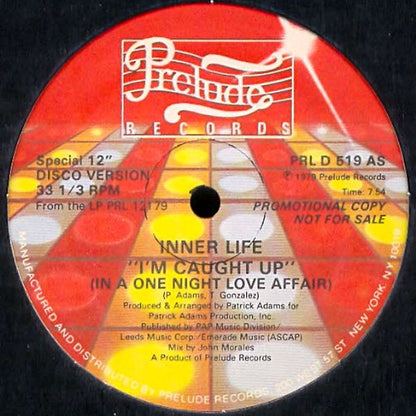 Prelude
RECORDS
Special 12"
DISCO VERSION
33 1/3 RPM
From the LP PRL 12179
PRL D 519 AS
℗ 1979 Prelude Records
Time: 7:54
PROMOTIONAL COPY
NOT FOR SALE
INNER LIFE
"I'M CAUGHT UP"
(IN A ONE NIGHT LOVE AFFAIR)
(P. Adams, T. Gonzalez)
Produced & Arranged by Patrick Adams for
Patrick Adams Production, Inc.
Published by PAP Music Division/
Leeds Music Corp./Emerade Music (ASCAP)
Mix by John Morales
A Product of Prelude Records
MANUFACTURED AND DISTRIBUTED BY PRELUDE RECORDS, 200 WEST 57 ST. NEW YORK, NY 10019